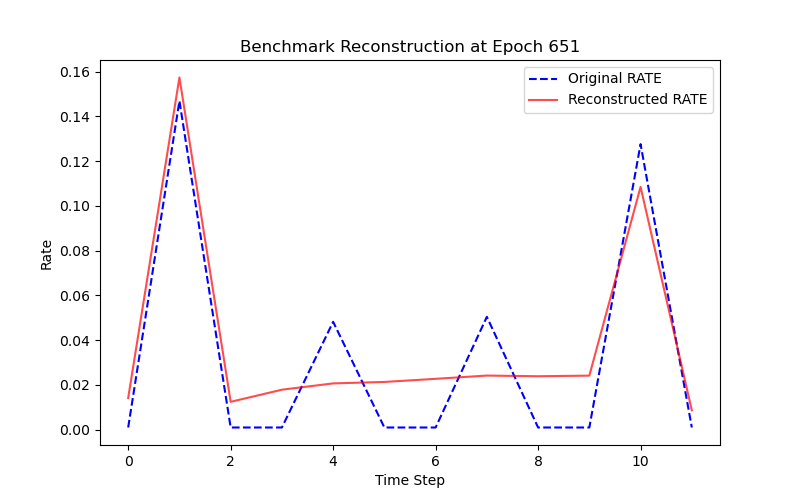 Benchmark Reconstruction at Epoch 651
Original RATE
Reconstructed RATE
Rate
0.16
0.14
0.12
0.10
0.08
0.06
0.04
0.02
0.00
0 2 4 6 8 10
Time Step